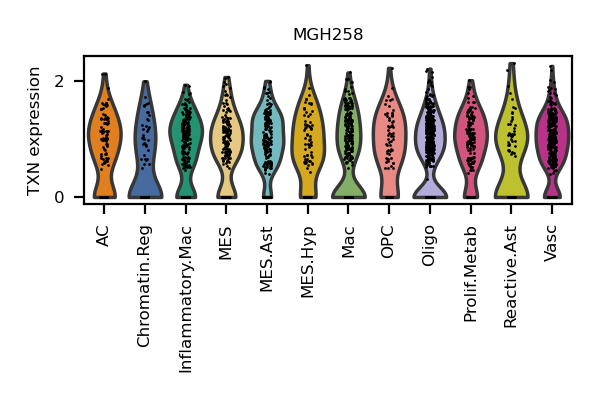 MGH258
TXN expression
2
0
AC
Chromatin.Reg
Inflammatory.Mac
MES
MES.Ast
MES.Hyp
Mac
OPC
Oligo
Prolif.Metab
Reactive.Ast
Vasc